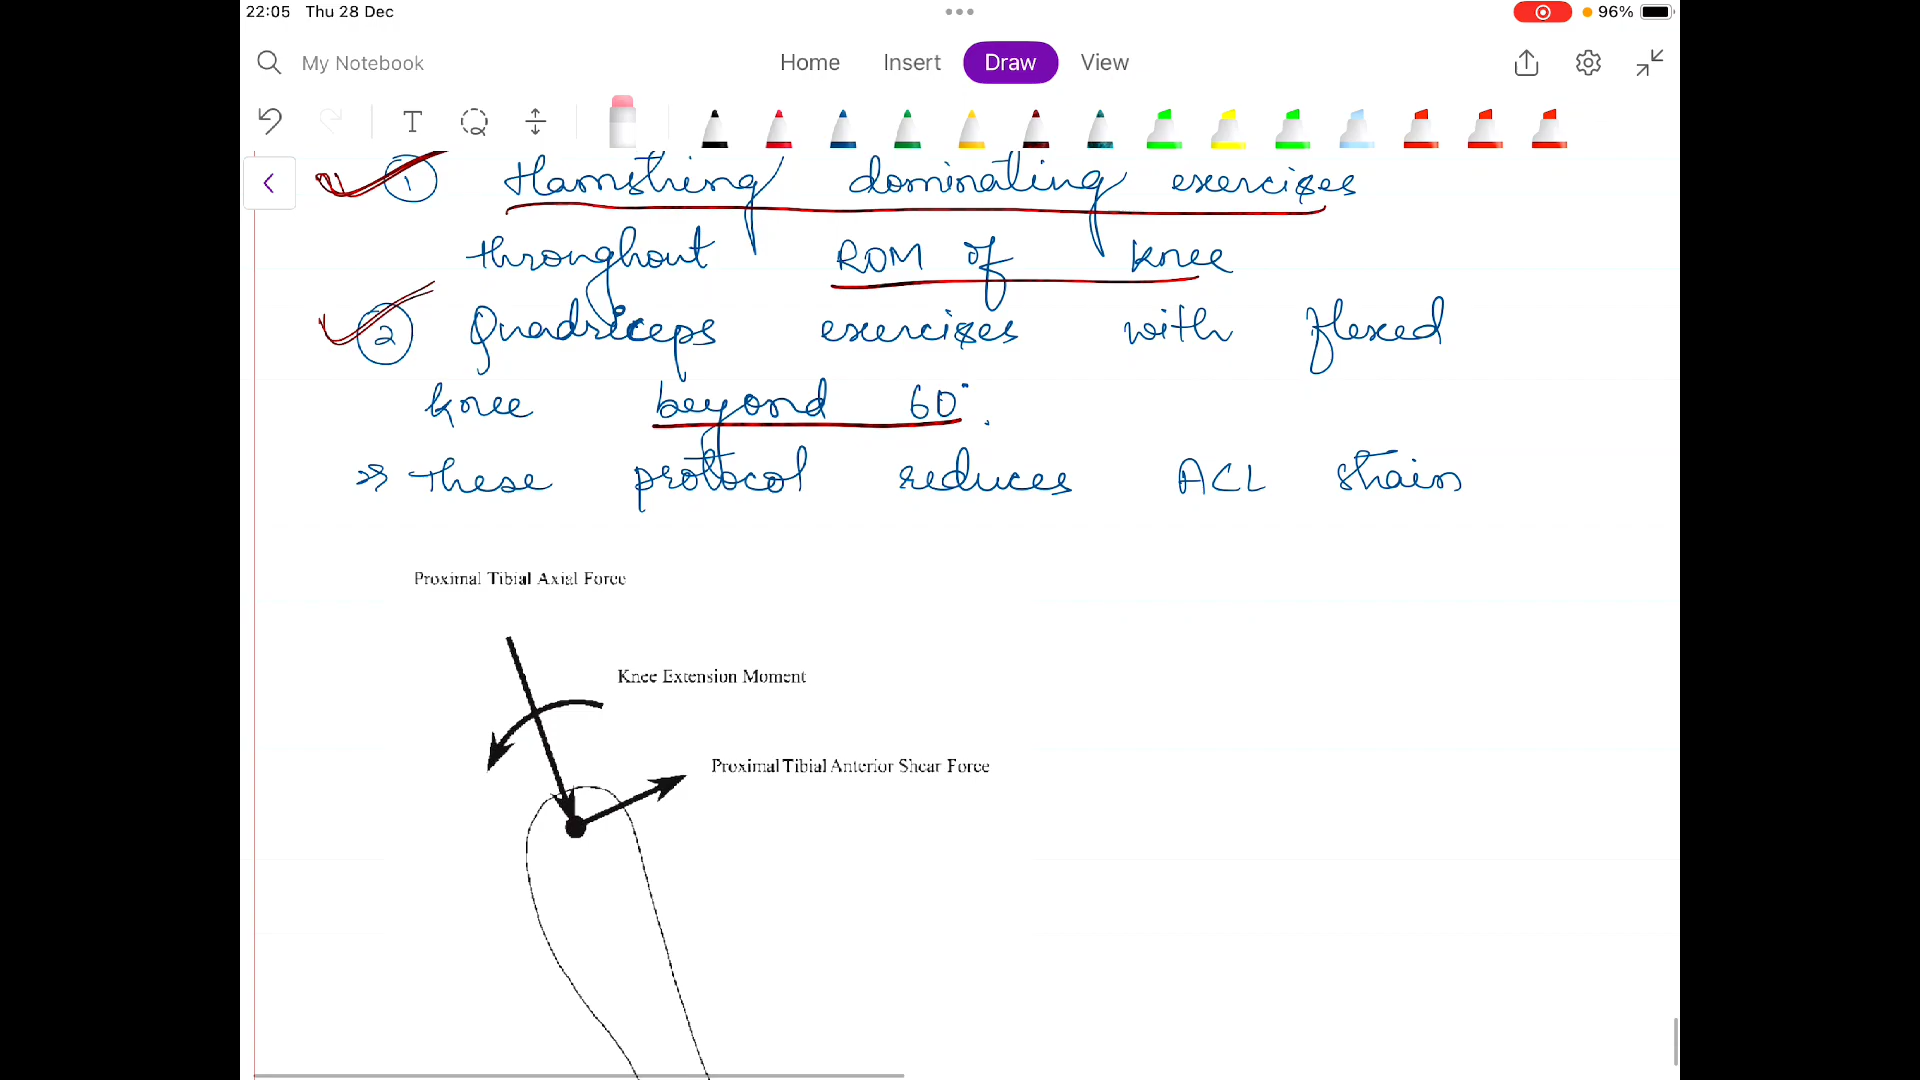 22:05 Thu 28 Dec
96%
My Notebook
Home Insert Draw View
T
1 Hamstring dominating exercises
throughout ROM of knee
2 Quadriceps exercises with flexed
knee beyond 60°.
⇒ these protocol reduces ACL strain
Proximal Tibial Axial Force
Knee Extension Moment
Proximal Tibial Anterior Shear Force